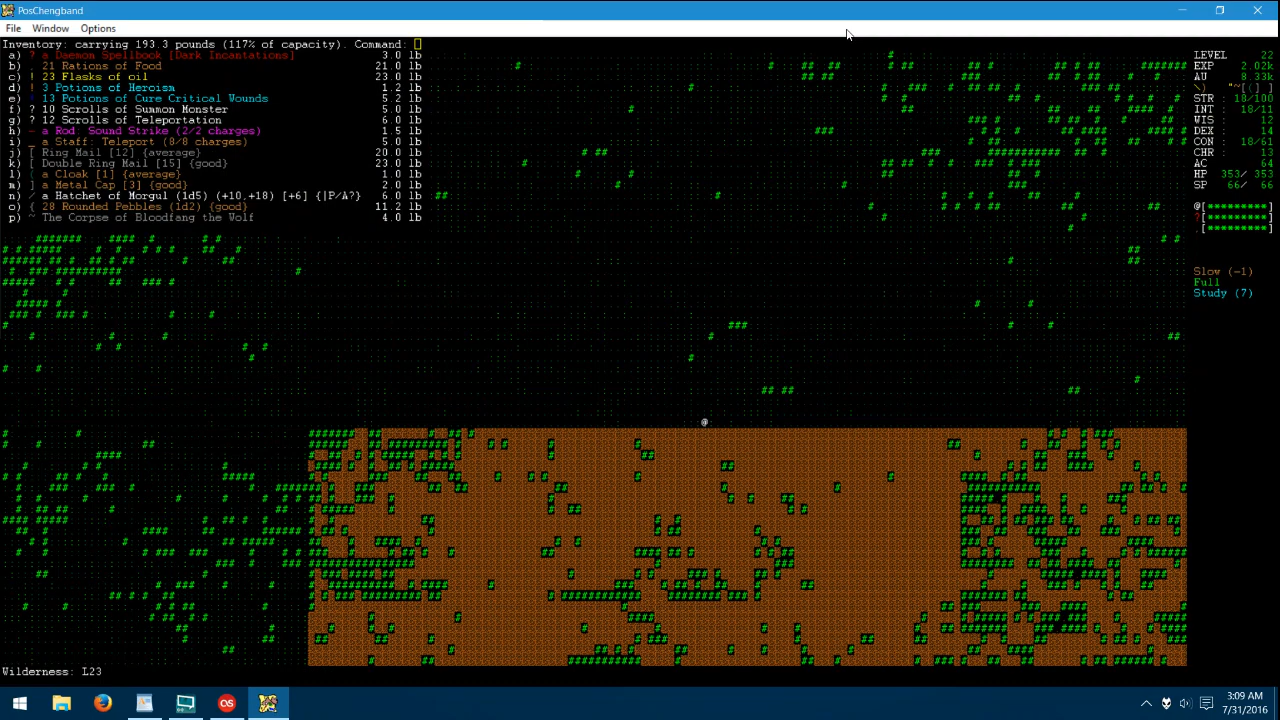 PosChengband
File Window Options
Inventory: carrying 193.3 pounds (117% of capacity). Command:
a) ? a Daemon Spellbook [Dark Incantations] 3.0 lb
b) , 21 Rations of Food 21.0 lb
c) ! 23 Flasks of oil 23.0 lb
d) ! 3 Potions of Heroism 1.2 lb
e) ! 13 Potions of Cure Critical Wounds 5.2 lb
f) ? 10 Scrolls of Summon Monster 5.0 lb
g) ? 12 Scrolls of Teleportation 6.0 lb
h) - a Rod: Sound Strike (2/2 charges) 1.5 lb
i) _ a Staff: Teleport (8/8 charges) 5.0 lb
j) [ Ring Mail [12] {average} 20.0 lb
k) [ Double Ring Mail [15] {good} 23.0 lb
l) ( a Cloak [1] {average} 1.0 lb
m) ] a Metal Cap [3] {good} 2.0 lb
n) / a Hatchet of Morgul (1d5) (+10,+18) [+6] {|P/A?} 6.0 lb
o) { 28 Rounded Pebbles (1d2) {good} 11.2 lb
p) ~ The Corpse of Bloodfang the Wolf 4.0 lb
LEVEL 22
EXP 2.02k
AU 8.33k
\) "~[(] ]
STR : 18/100
INT : 18/11
WIS : 12
DEX : 14
CON : 18/61
CHR : 13
AC 64
HP 353/ 353
SP 66/ 66
@[*********]
?[*********]
,[*********]
Slow (-1)
Full
Study (7)
@
Wilderness: L23
3:09 AM
7/31/2016